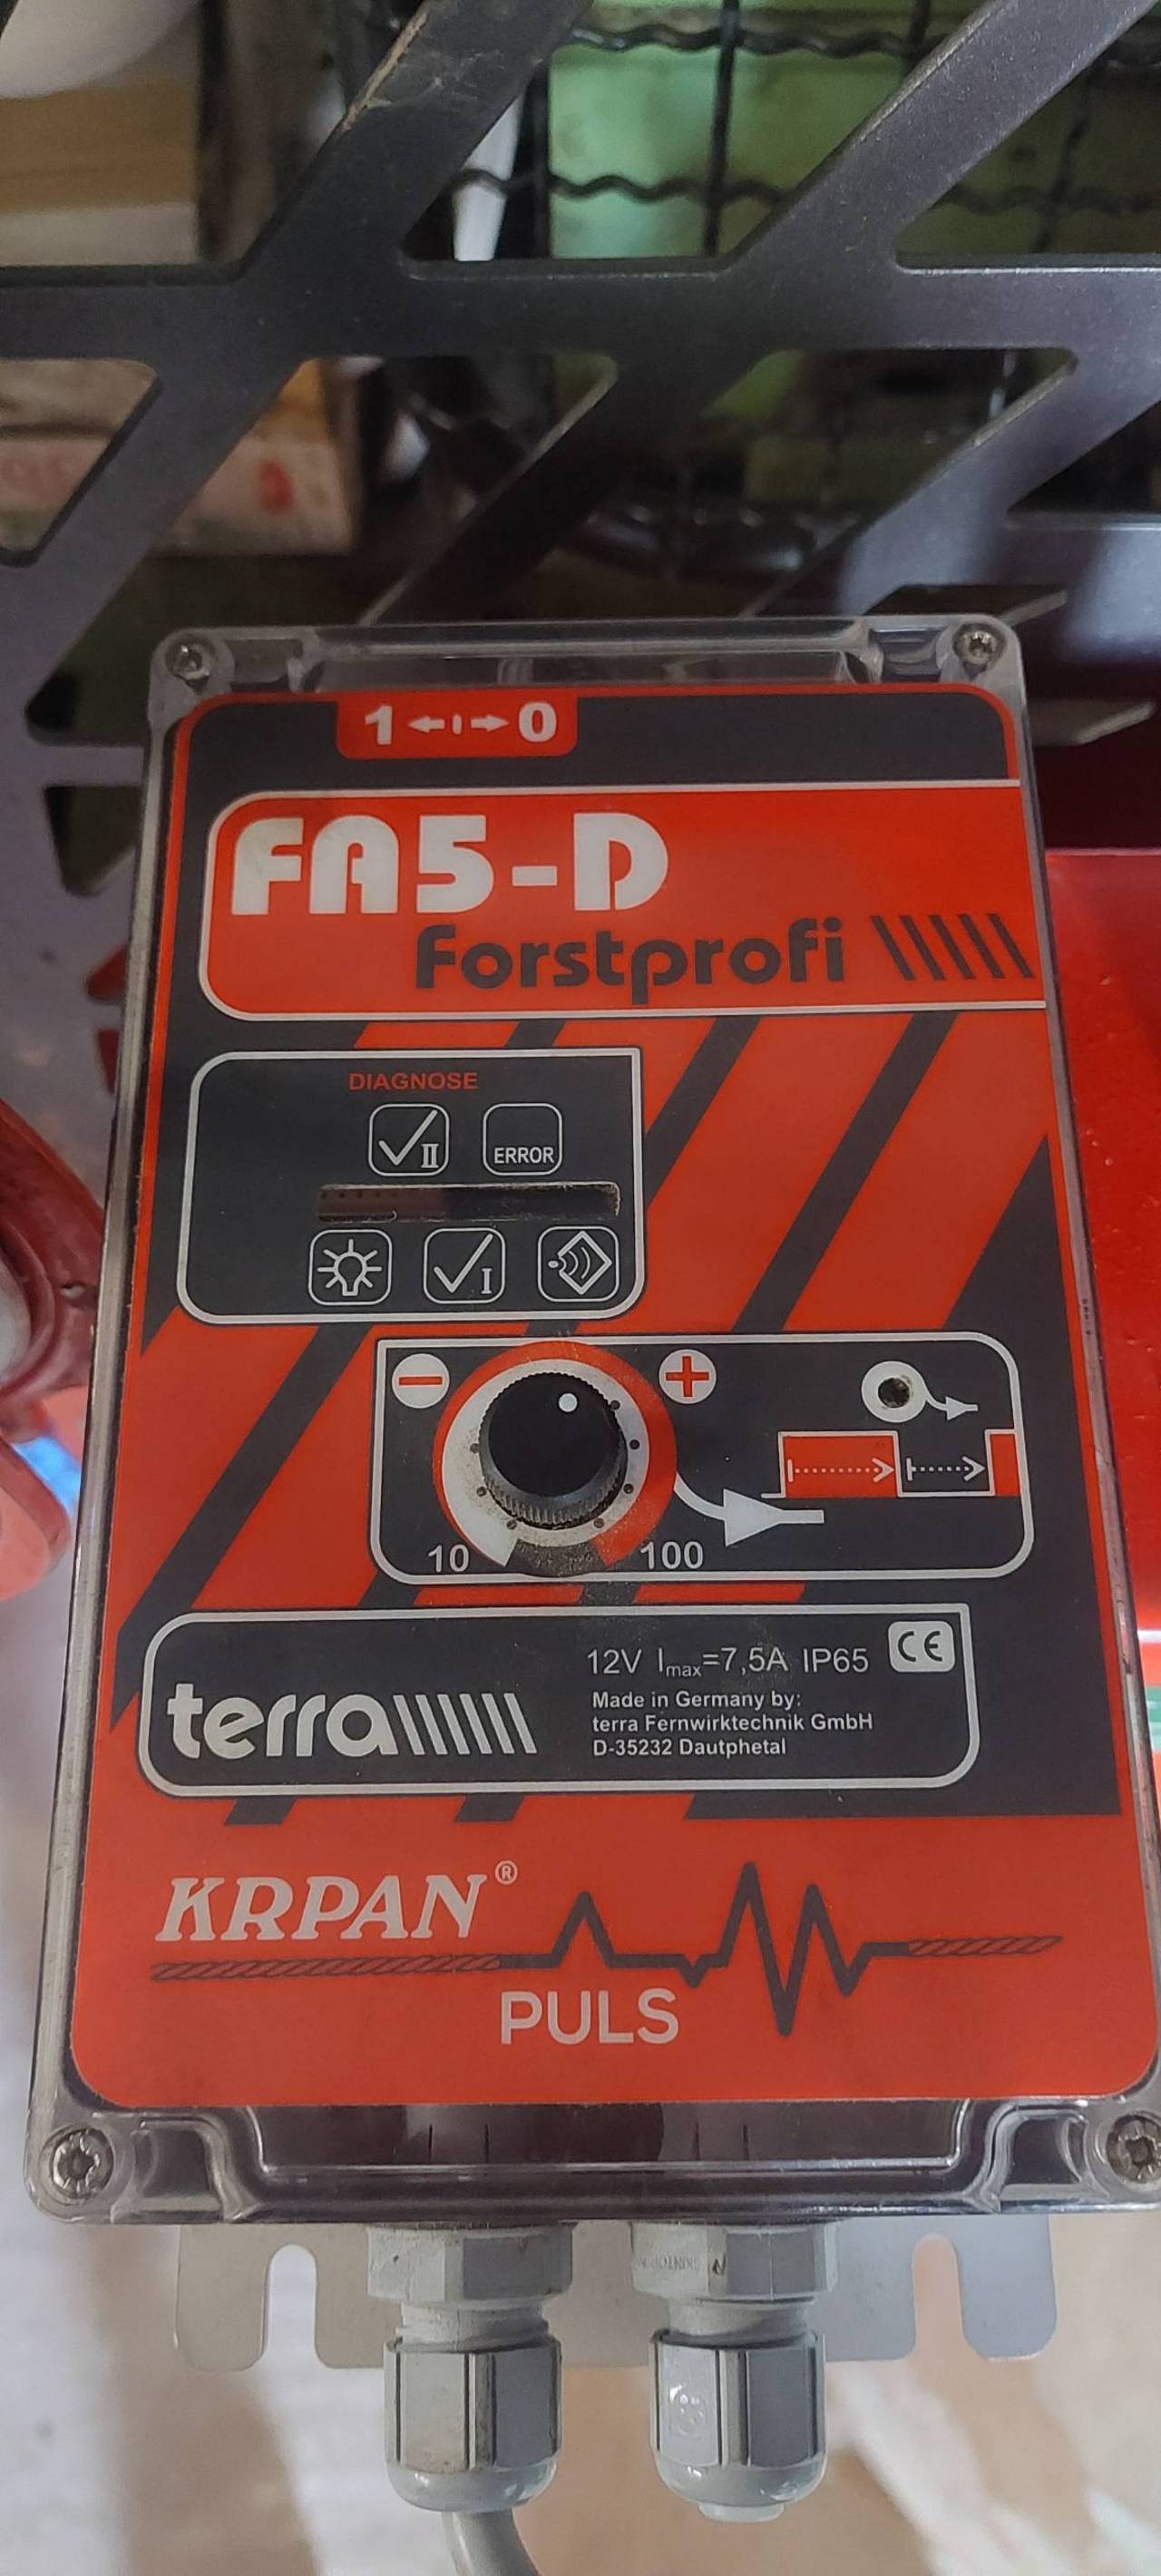 1 ←ı→ 0
FA5-D
Forstprofi
DIAGNOSE
II ERROR
I
− +
10 100
terra
12V Imax=7,5A IP65 CE
Made in Germany by:
terra Fernwirktechnik GmbH
D-35232 Dautphetal
KRPAN®
PULS